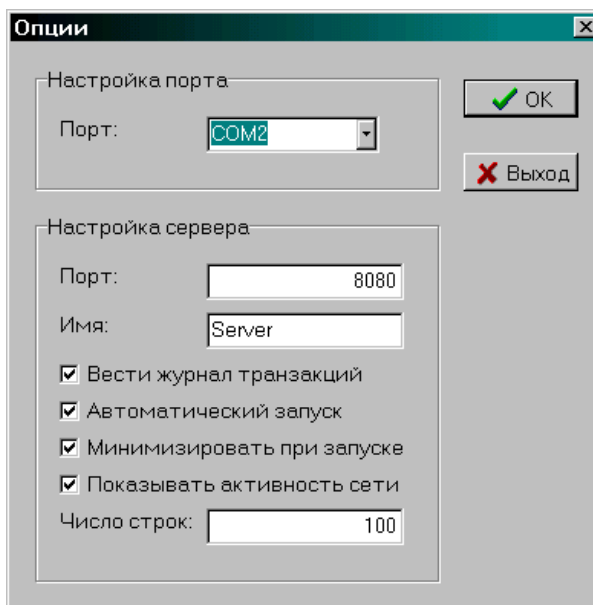 Опции
Настройка порта
Порт: COM2
OK
Выход
Настройка сервера
Порт: 8080
Имя: Server
Вести журнал транзакций
Автоматический запуск
Минимизировать при запуске
Показывать активность сети
Число строк: 100